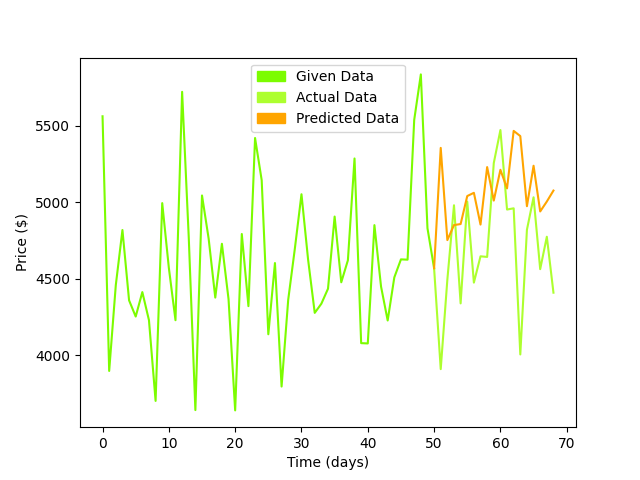 Given Data
Actual Data
Predicted Data
5500
5000
4500
4000
Price ($)
0 10 20 30 40 50 60 70
Time (days)